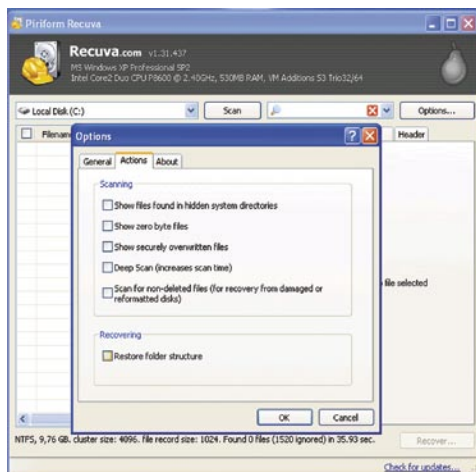 Piriform Recuva
Recuva.com v1.31.437
MS Windows XP Professional SP2
Intel Core2 Duo CPU P8600 @ 2.40GHz, 530MB RAM, VM Additions S3 Trio32/64
Local Disk (C:)
Scan
Options...
Filenam
Header
Options
General
Actions
About
Scanning
Show files found in hidden system directories
Show zero byte files
Show securely overwritten files
Deep Scan (increases scan time)
Scan for non-deleted files (for recovery from damaged or
reformatted disks)
file selected
Recovering
Restore folder structure
OK
Cancel
NTFS, 9,76 GB. cluster size: 4096. file record size: 1024. Found 0 files (1520 ignored) in 35.93 sec.
Recover...
Check for updates...